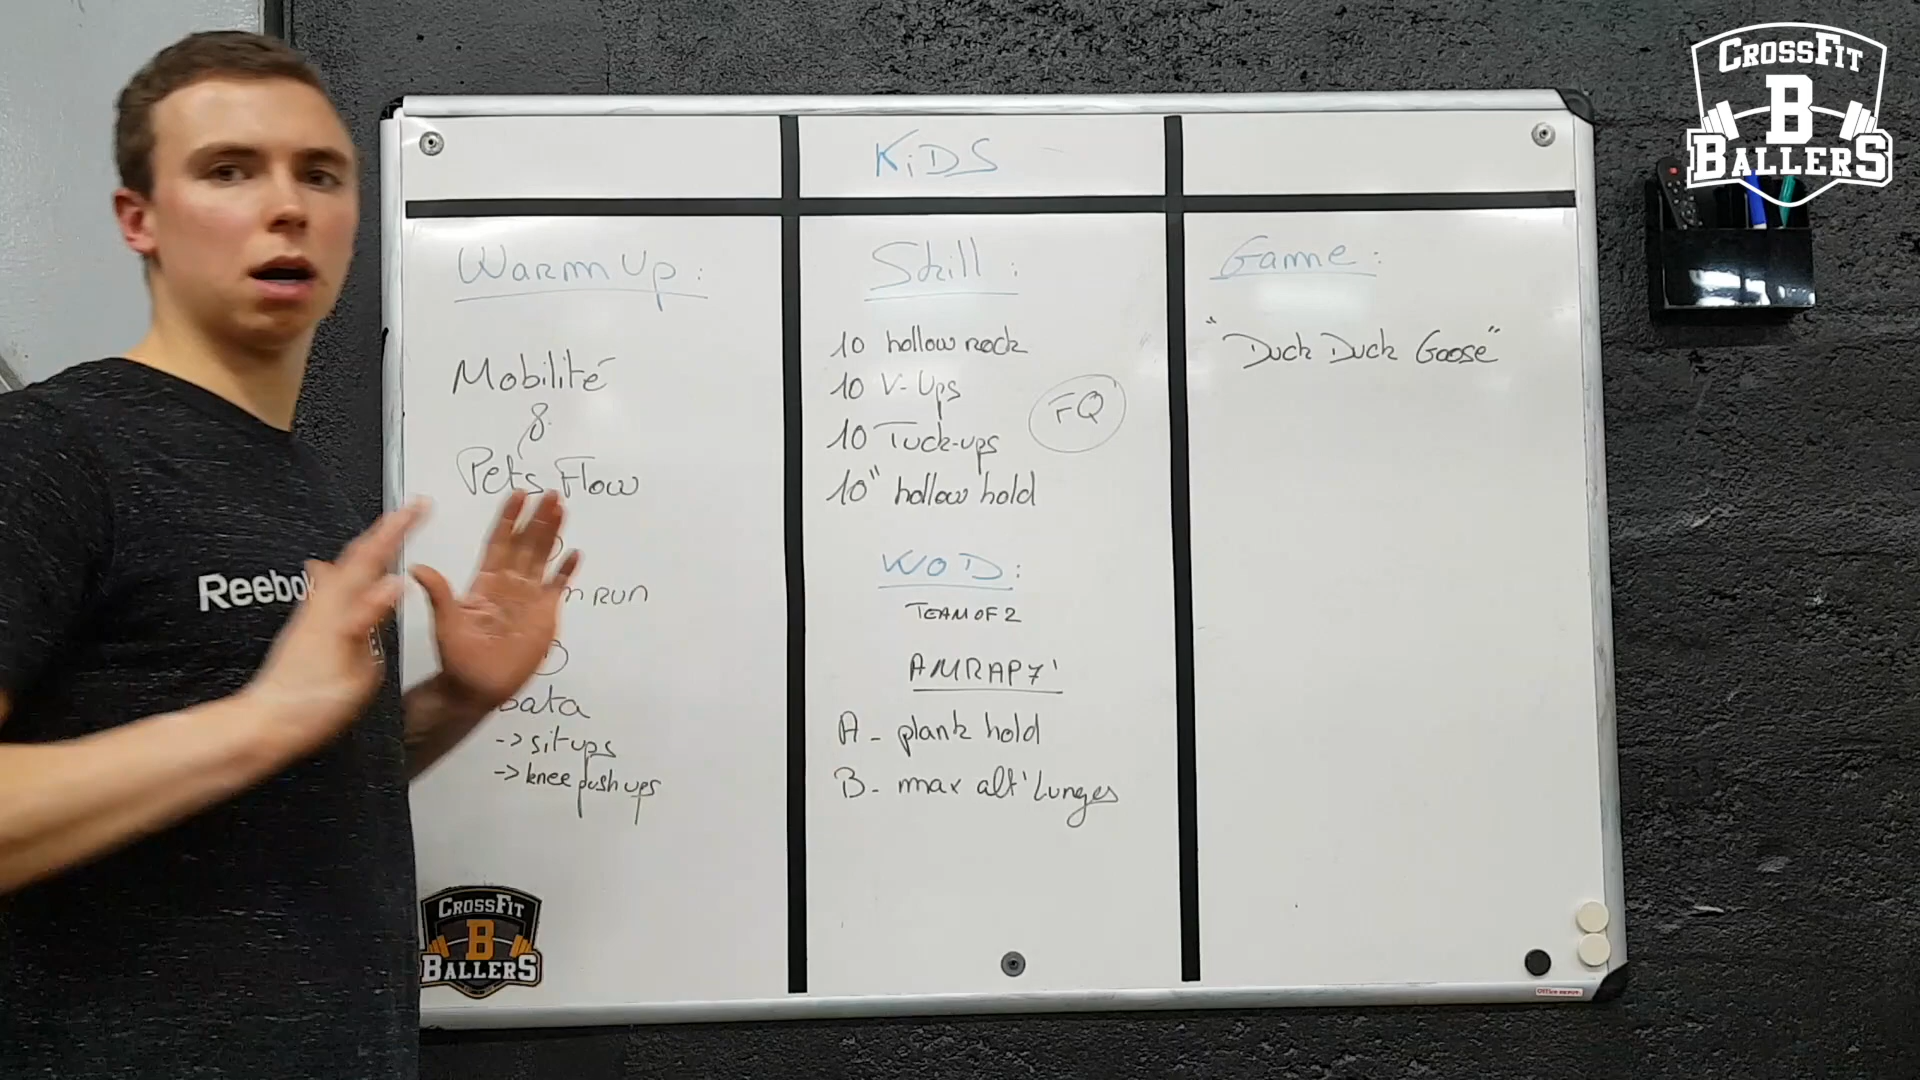 CROSSFIT
B
BALLERS
KiDS
Warm Up:
Mobilité
&
Pets Flow
RUN
-> sit ups
-> knee push ups
Skill:
10 hollow rock
10 V-Ups
10 Tuck-ups
10" hollow hold
FQ
WOD:
TEAM OF 2
AMRAP 7'
A - plank hold
B - max alt' Lunges
Game:
"Duck Duck Goose"
Reebok
CROSSFIT
B
BALLERS